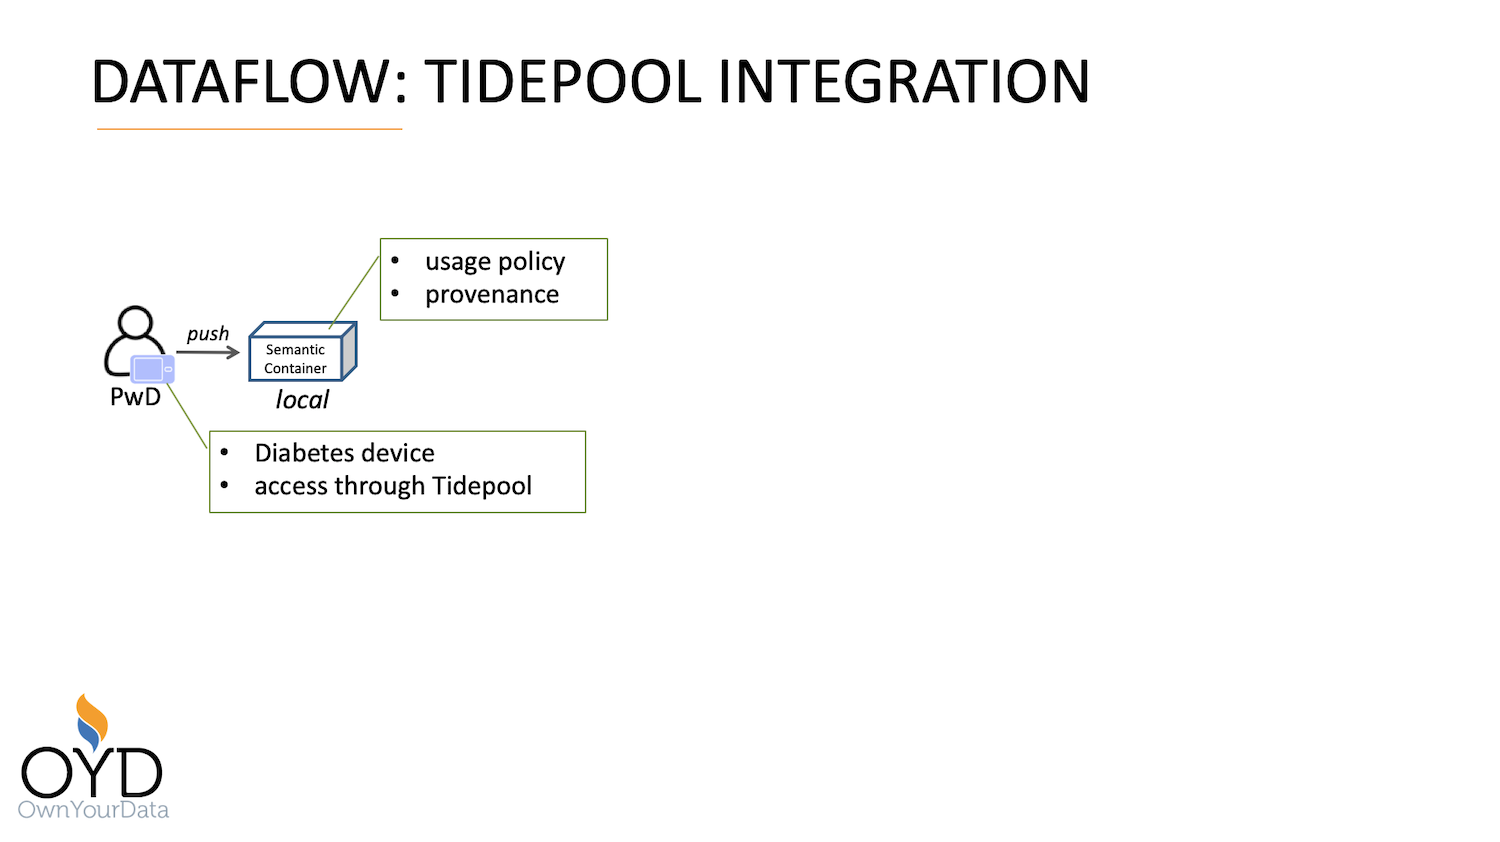 DATAFLOW: TIDEPOOL INTEGRATION
• usage policy
• provenance
push
Semantic
Container
PwD
local
• Diabetes device
• access through Tidepool
OYD
OwnYourData